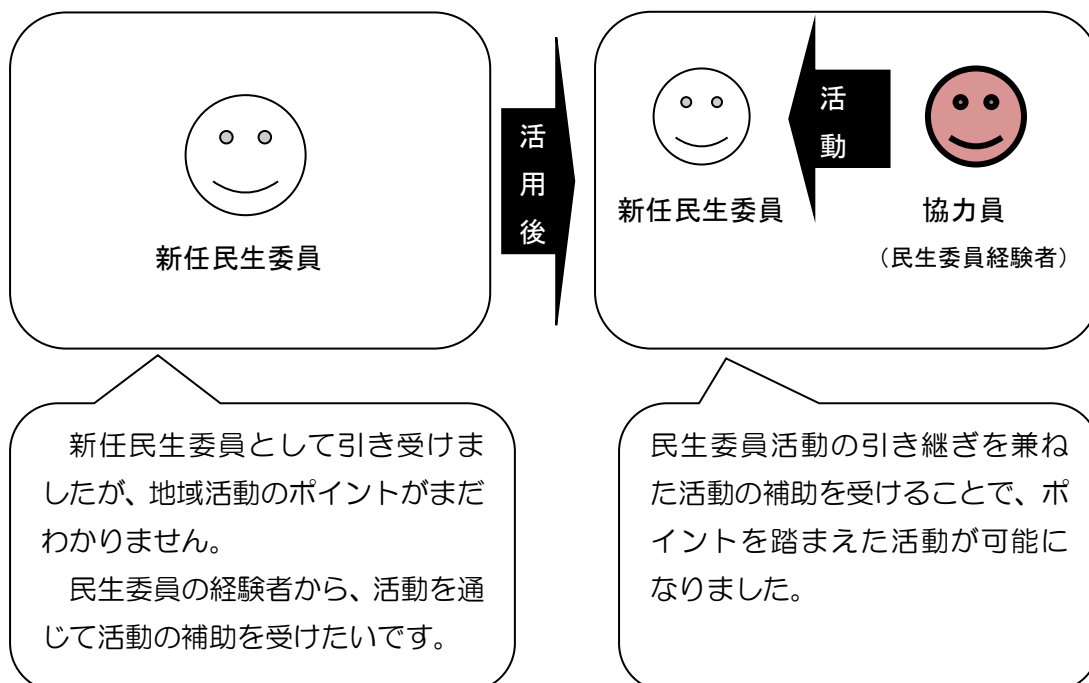 新任民生委員
活用後
新任民生委員
活動
協力員
(民生委員経験者)
新任民生委員として引き受けま
したが、地域活動のポイントがまだ
わかりません。
民生委員の経験者から、活動を通
じて活動の補助を受けたいです。
民生委員活動の引き継ぎを兼ね
た活動の補助を受けることで、ポ
イントを踏まえた活動が可能に
なりました。